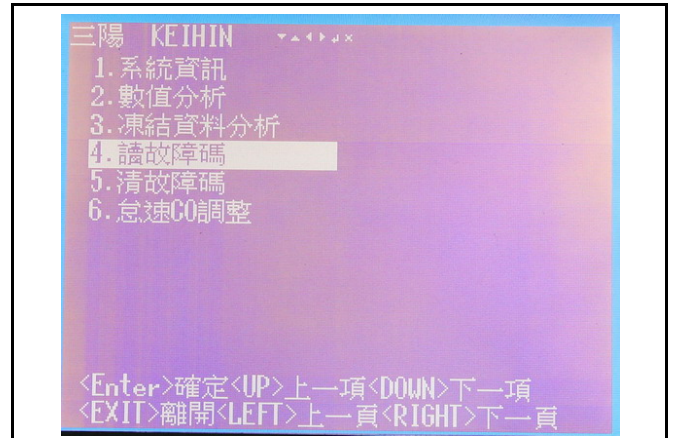 三陽 KEIHIN ▼▲◀▶↲×
1.系統資訊
2.數值分析
3.凍結資料分析
4.讀故障碼
5.清故障碼
6.怠速CO調整
<Enter>確定<UP>上一項<DOWN>下一項
<EXIT>離開<LEFT>上一頁<RIGHT>下一頁